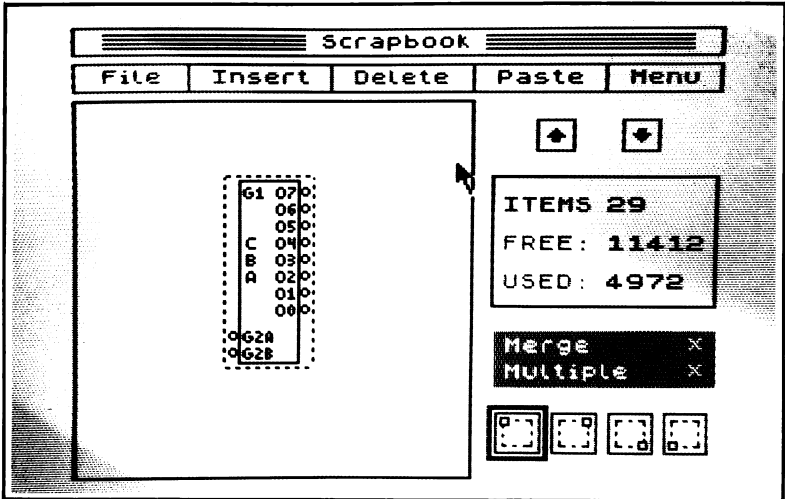 Scrapbook
File Insert Delete Paste Menu
G1 O7
O6
O5
C O4
B O3
A O2
O1
O0
G2A
G2B
ITEMS 29
FREE: 11412
USED: 4972
Merge x
Multiple x